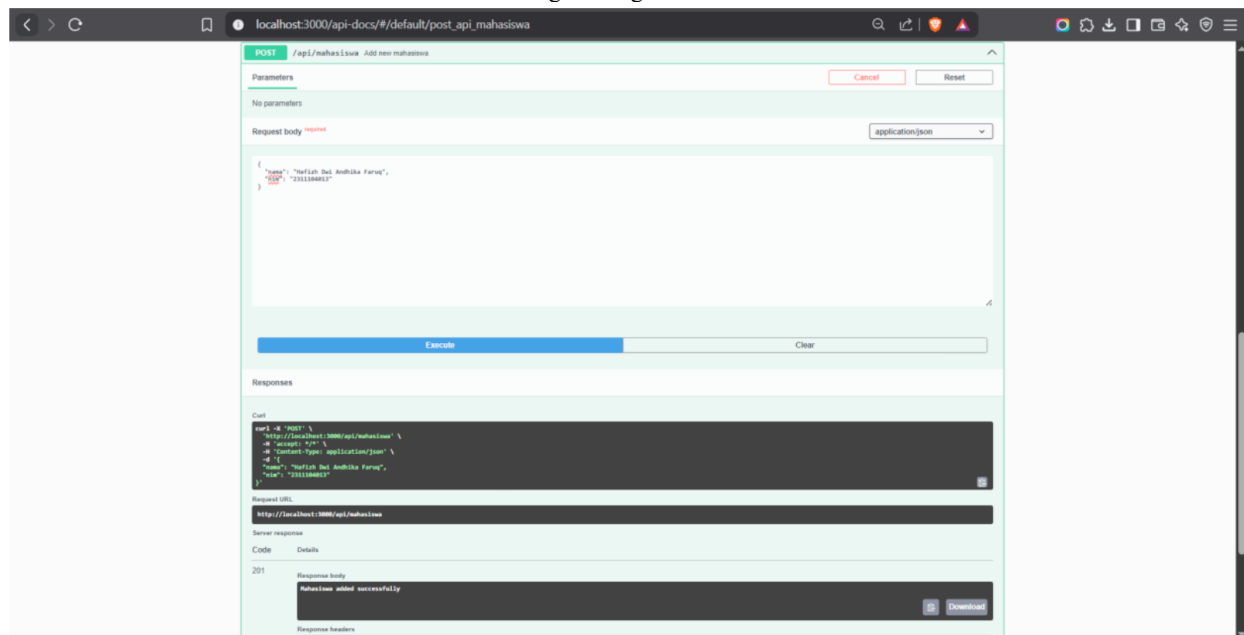 localhost:3000/api-docs/#/default/post_api_mahasiswa
POST /api/mahasiswa Add new mahasiswa
Parameters Cancel Reset
No parameters
Request body required application/json
{
"nama": "Hafizh Dwi Andhika Faruq",
"nim": "2311104013"
}
Execute Clear
Responses
Curl
curl -X 'POST' \
'http://localhost:3000/api/mahasiswa' \
-H 'accept: */*' \
-H 'Content-Type: application/json' \
-d '{
"nama": "Hafizh Dwi Andhika Faruq",
"nim": "2311104013"
}'
Request URL
http://localhost:3000/api/mahasiswa
Server response
Code Details
201
Response body
Mahasiswa added successfully
Download
Response headers